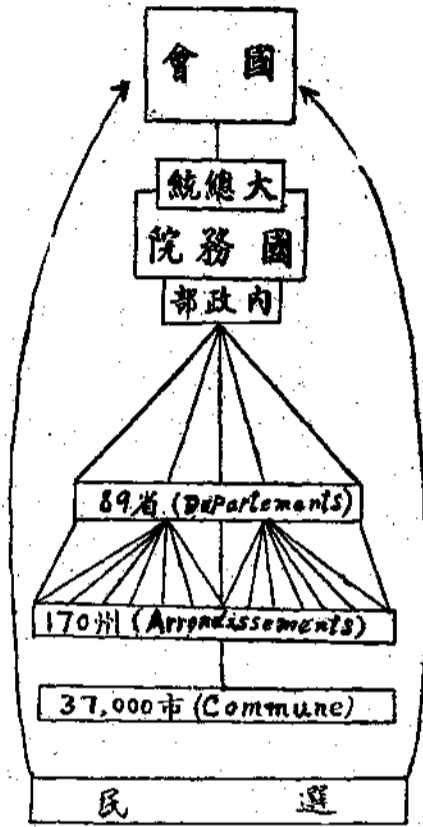 國會
大總統
國務院
內政部
89省 (Departements)
170州 (Arrondissements)
37,000市 (Commune)
選民